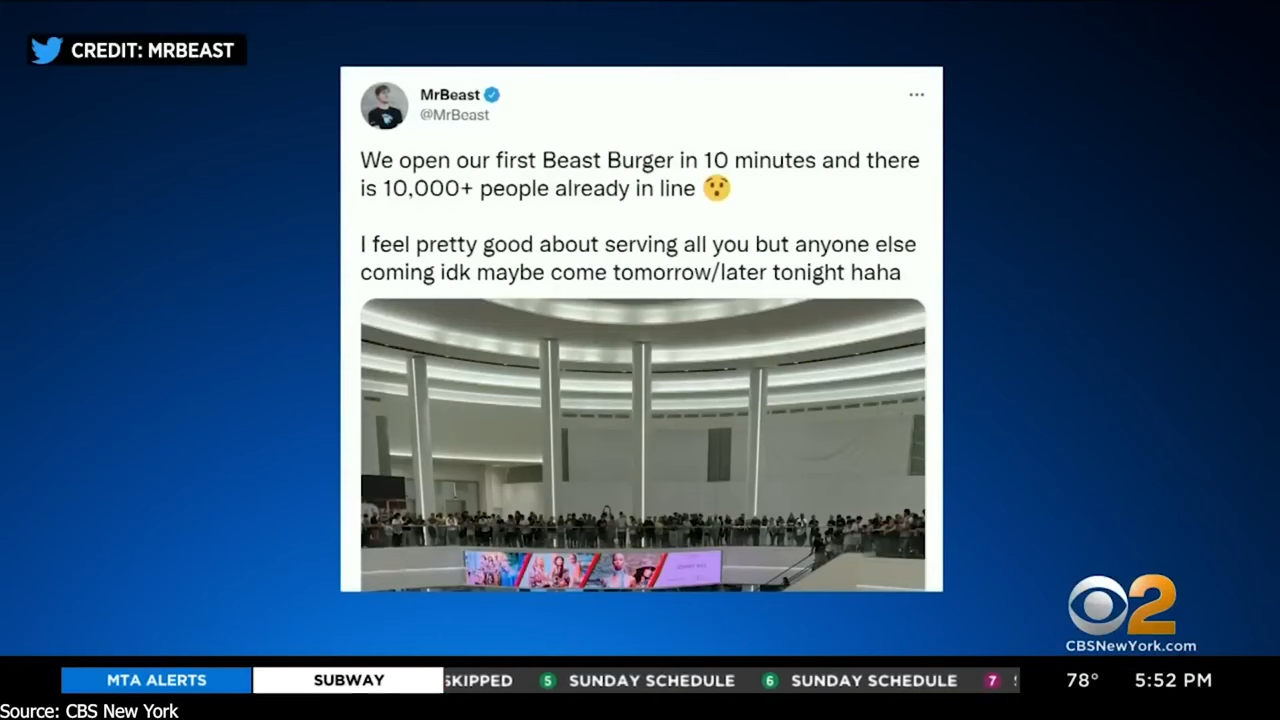 CREDIT: MRBEAST
MrBeast
@MrBeast
We open our first Beast Burger in 10 minutes and there
is 10,000+ people already in line 😯
I feel pretty good about serving all you but anyone else
coming idk maybe come tomorrow/later tonight haha
2
CBSNewYork.com
MTA ALERTS
SUBWAY
SKIPPED 5 SUNDAY SCHEDULE 6 SUNDAY SCHEDULE 7
78° 5:52 PM
Source: CBS New York